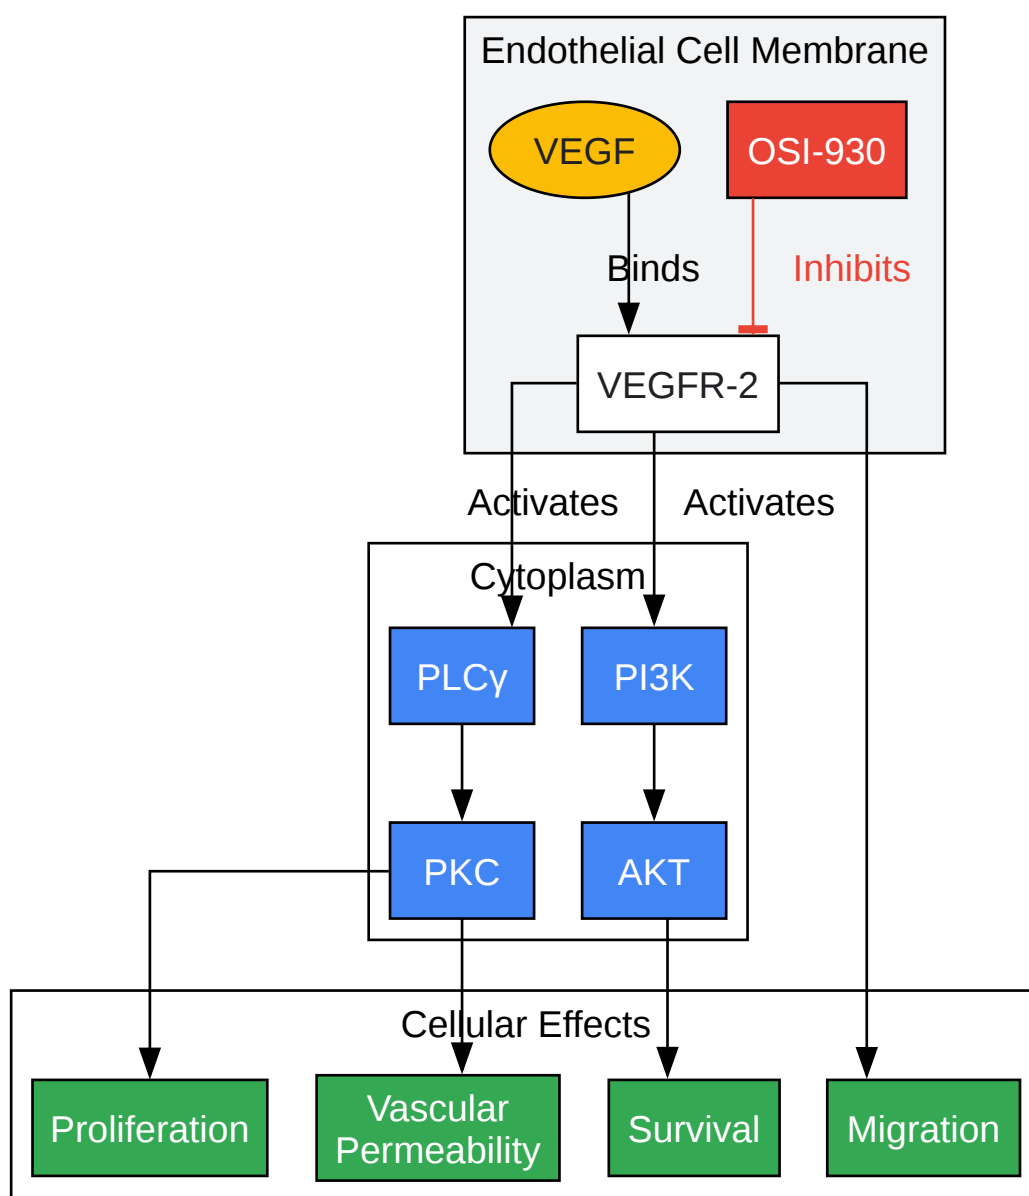 Endothelial Cell Membrane
VEGF
OSI-930
Binds
Inhibits
VEGFR-2
Activates
Activates
Cytoplasm
PLCγ
PI3K
PKC
AKT
Cellular Effects
Proliferation
Vascular
Permeability
Survival
Migration